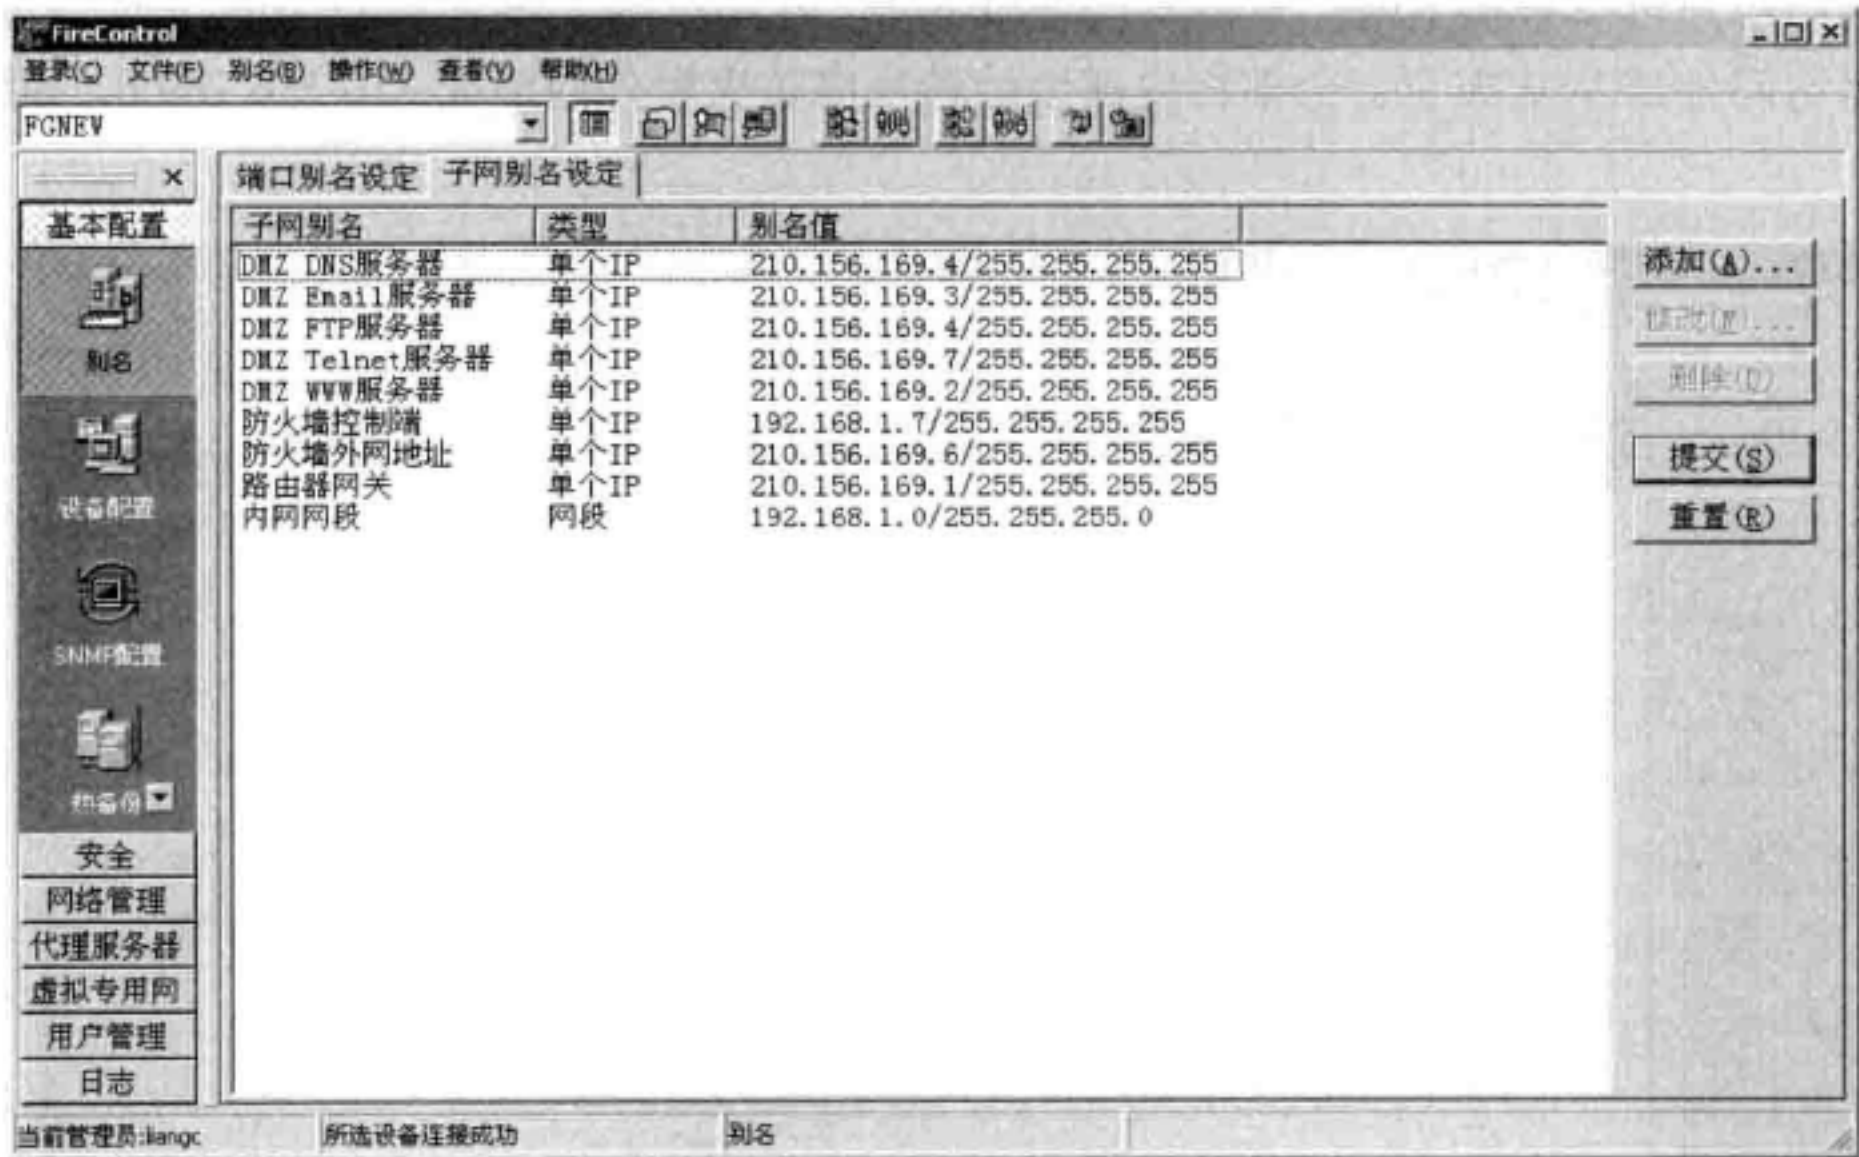 FireControl
登录(C) 文件(F) 别名(B) 操作(W) 查看(V) 帮助(H)
FGNEW
端口别名设定 子网别名设定
基本配置
别名
设备配置
SNMP配置
热备份
安全
网络管理
代理服务器
虚拟专用网
用户管理
日志
子网别名 类型 别名值
DMZ DNS服务器 单个IP 210.156.169.4/255.255.255.255
DMZ Email服务器 单个IP 210.156.169.3/255.255.255.255
DMZ FTP服务器 单个IP 210.156.169.4/255.255.255.255
DMZ Telnet服务器 单个IP 210.156.169.7/255.255.255.255
DMZ WWW服务器 单个IP 210.156.169.2/255.255.255.255
防火墙控制端 单个IP 192.168.1.7/255.255.255.255
防火墙外网地址 单个IP 210.156.169.6/255.255.255.255
路由器网关 单个IP 210.156.169.1/255.255.255.255
内网网段 网段 192.168.1.0/255.255.255.0
添加(A)...
修改(M)...
删除(D)
提交(S)
重置(R)
当前管理员:liangc 所选设备连接成功 别名